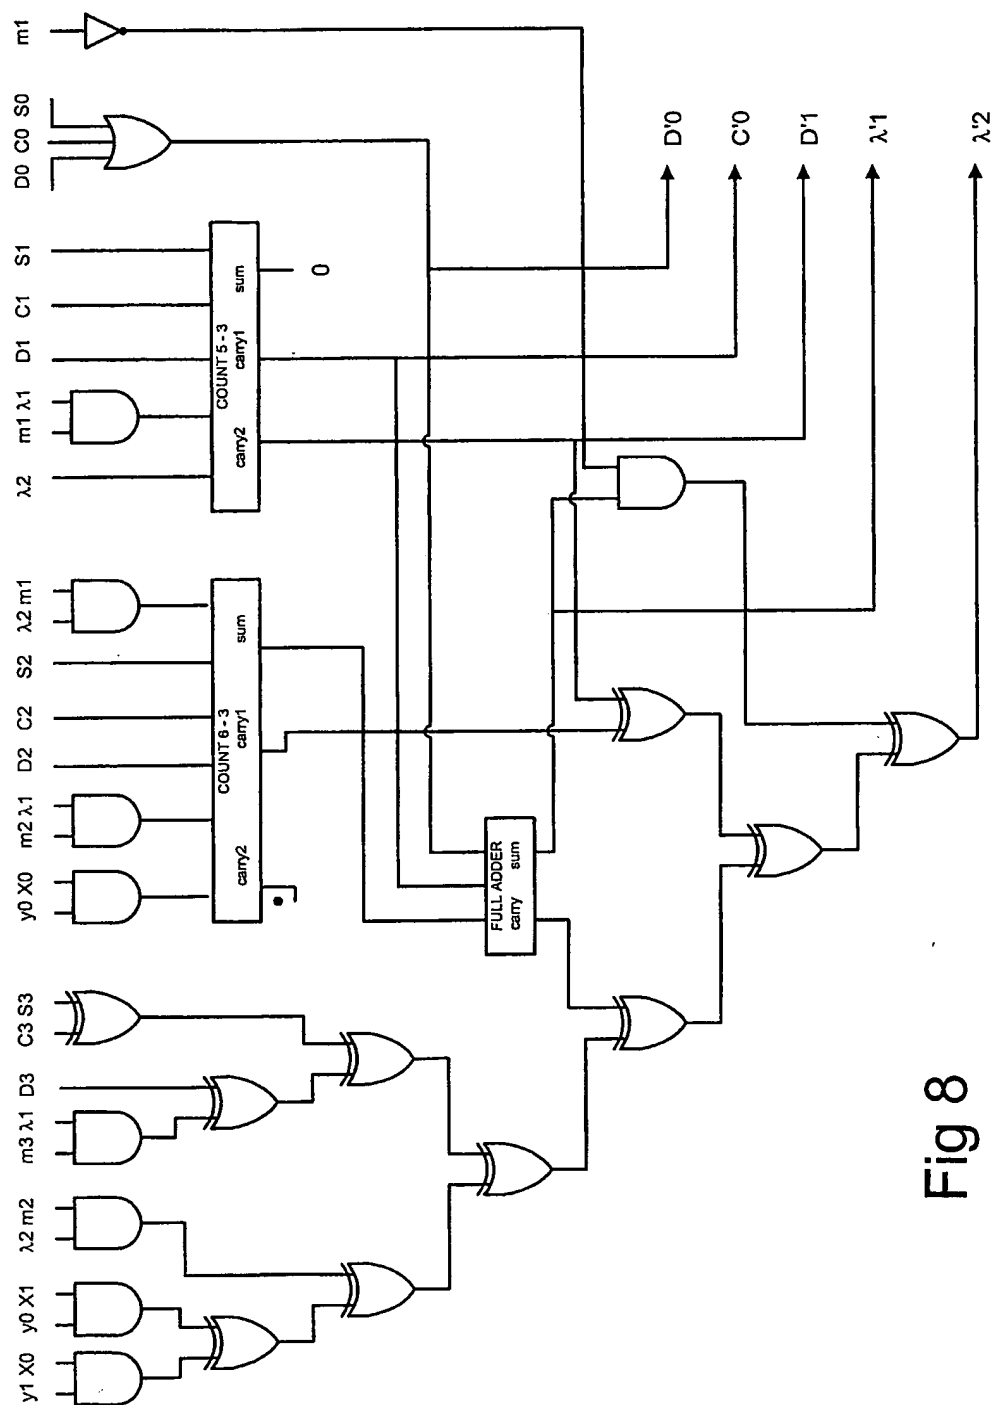 y1 X0 y0 X1 λ2 m2 m3 λ1 D3 C3 S3 y0 X0 m2 λ1 D2 C2 S2 λ2 m1 λ2 m1 λ1 D1 C1 S1 D0 C0 S0 m1
COUNT 6 - 3
carry2 carry1 sum
COUNT 5 - 3
carry2 carry1 sum
0
FULL ADDER
carry sum
D'0
C'0
D'1
λ'1
λ'2
Fig 8